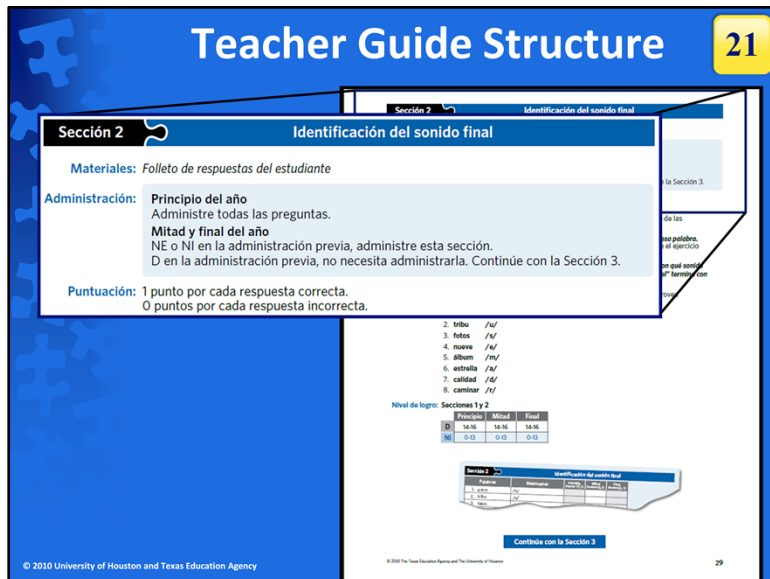 Teacher Guide Structure
21
Sección 2 Identificación del sonido final
Sección 2 Identificación del sonido final
Materiales: Folleto de respuestas del estudiante
Administración: Principio del año
Administre todas las preguntas.
Mitad y final del año
NE o NI en la administración previa, administre esta sección.
D en la administración previa, no necesita administrarla. Continúe con la Sección 3.
Puntuación: 1 punto por cada respuesta correcta.
0 puntos por cada respuesta incorrecta.
la Sección 3.
de las
palabra.
el ejercicio
on qué sonido
termina con
2. tribu /u/
3. fotos /s/
4. nueve /e/
5. álbum /m/
6. estrella /a/
7. calidad /d/
8. caminar /r/
Nivel de logro: Secciones 1 y 2
Principio Mitad Final
D 14-16 14-16 14-16
NI 0-13 0-13 0-13
Sección 2 Identificación del sonido final
Palabras
2. tribu /u/
Continúe con la Sección 3
© 2010 The Texas Education Agency and The University of Houston
29
© 2010 University of Houston and Texas Education Agency